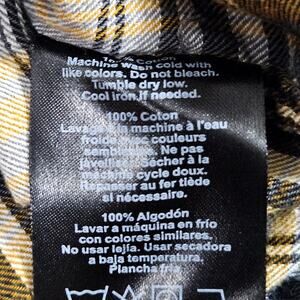 100% Cotton
Machine wash cold with
like colors. Do not bleach.
Tumble dry low.
Cool iron if needed.
100% Coton
Lavage à la machine à l'eau
froide avec couleurs
semblables. Ne pas
javelliser. Sécher à la
machine cycle doux.
Repasser au fer tiède
si nécessaire.
100% Algodón
Lavar a máquina en frío
con colores similares.
No usar lejía. Usar secadora
a baja temperatura.
Plancha fría